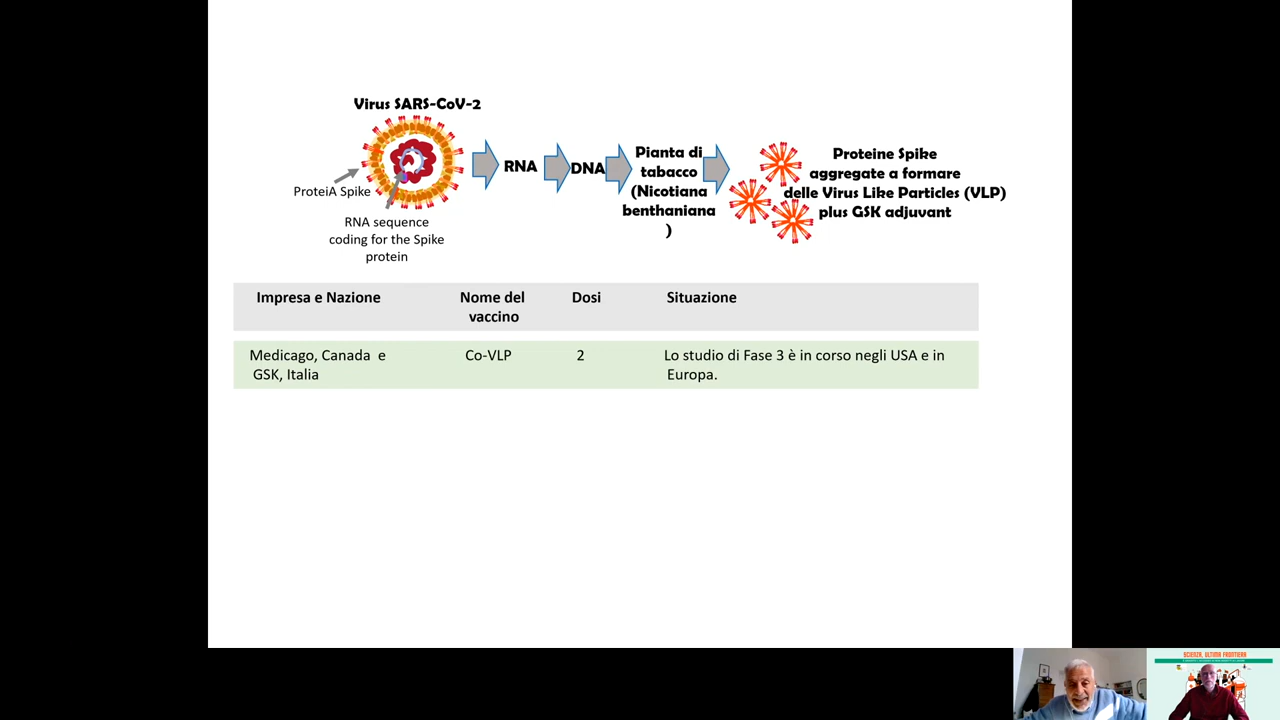 Virus SARS-CoV-2
ProteiA Spike
RNA sequence
coding for the Spike
protein
RNA
DNA
Pianta di
tabacco
(Nicotiana
benthaniana
)
Proteine Spike
aggregate a formare
delle Virus Like Particles (VLP)
plus GSK adjuvant
Impresa e Nazione
Nome del
vaccino
Dosi
Situazione
Medicago, Canada e
GSK, Italia
Co-VLP
2
Lo studio di Fase 3 è in corso negli USA e in
Europa.
SCIENZA, ULTIMA FRONTIERA